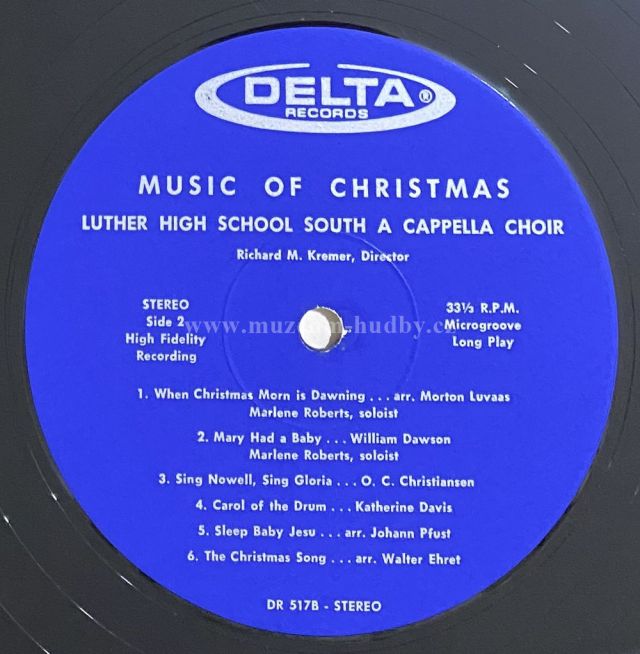 DELTA®
RECORDS
MUSIC OF CHRISTMAS
LUTHER HIGH SCHOOL SOUTH A CAPPELLA CHOIR
Richard M. Kremer, Director
STEREO
Side 2
High Fidelity
Recording
33⅓ R.P.M.
Microgroove
Long Play
1. When Christmas Morn is Dawning . . . arr. Morton Luvaas
Marlene Roberts, soloist
2. Mary Had a Baby . . . William Dawson
Marlene Roberts, soloist
3. Sing Nowell, Sing Gloria . . . O. C. Christiansen
4. Carol of the Drum . . . Katherine Davis
5. Sleep Baby Jesu . . . arr. Johann Pfust
6. The Christmas Song . . . arr. Walter Ehret
DR 517B - STEREO